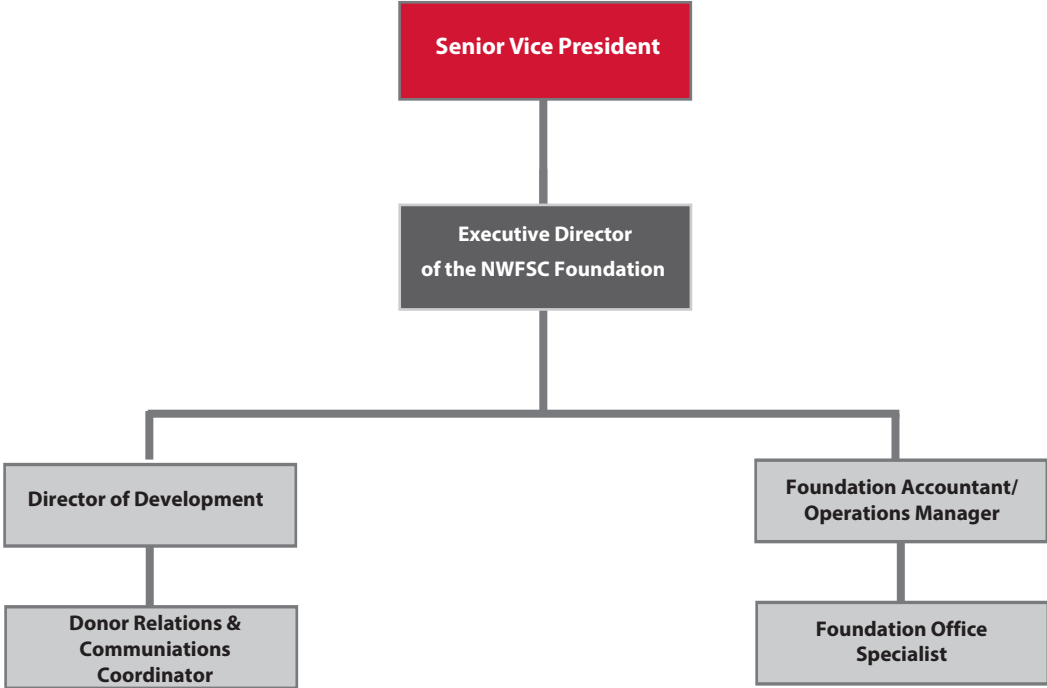 Senior Vice President
Executive Director
of the NWFSC Foundation
Director of Development
Foundation Accountant/
Operations Manager
Donor Relations &
Communiations
Coordinator
Foundation Office
Specialist